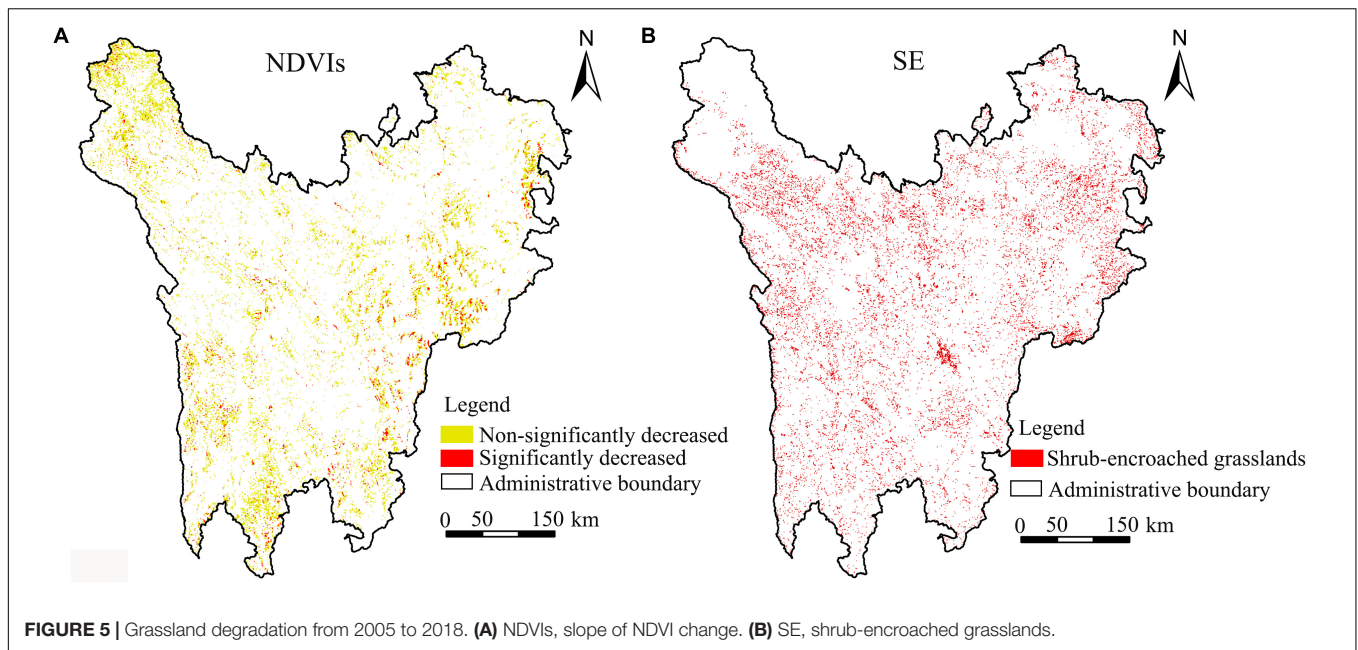 A
NDVIs
N
Legend
Non-significantly decreased
Significantly decreased
Administrative boundary
0 50 150 km
B
SE
N
Legend
Shrub-encroached grasslands
Administrative boundary
0 50 150 km
FIGURE 5 | Grassland degradation from 2005 to 2018. (A) NDVIs, slope of NDVI change. (B) SE, shrub-encroached grasslands.